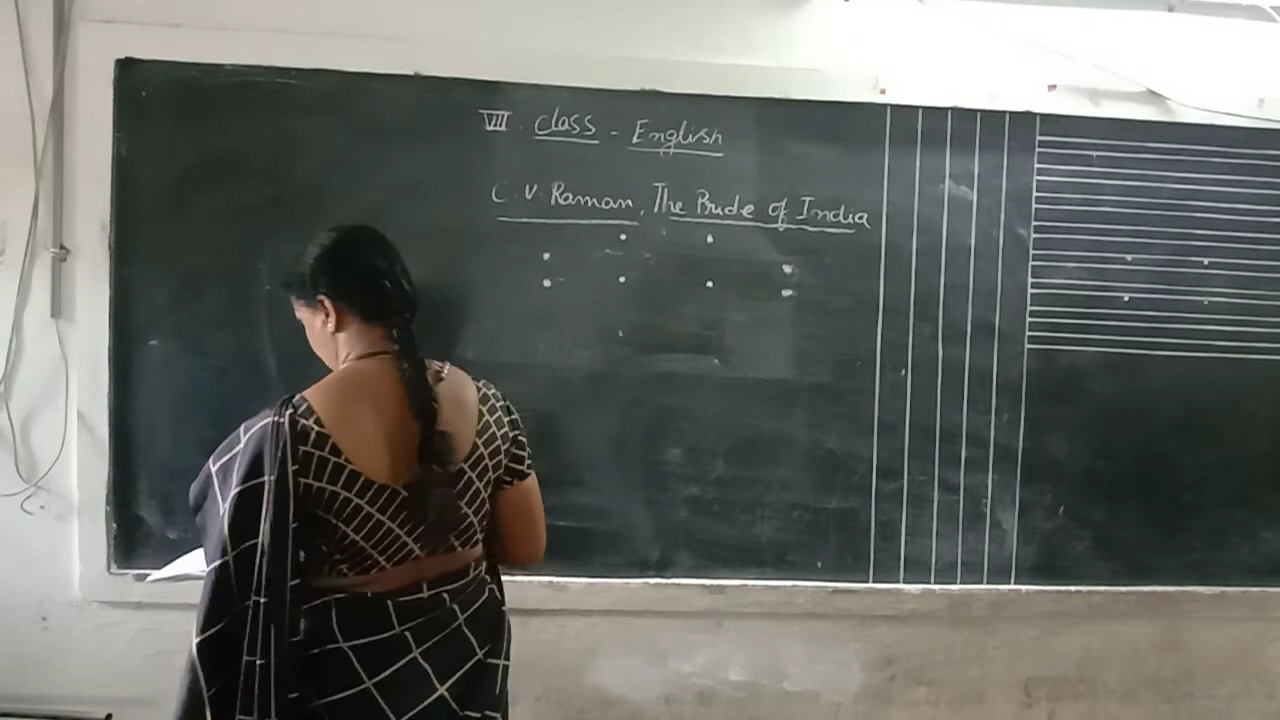 VII. class - English
C. V. Raman, The Pride of India